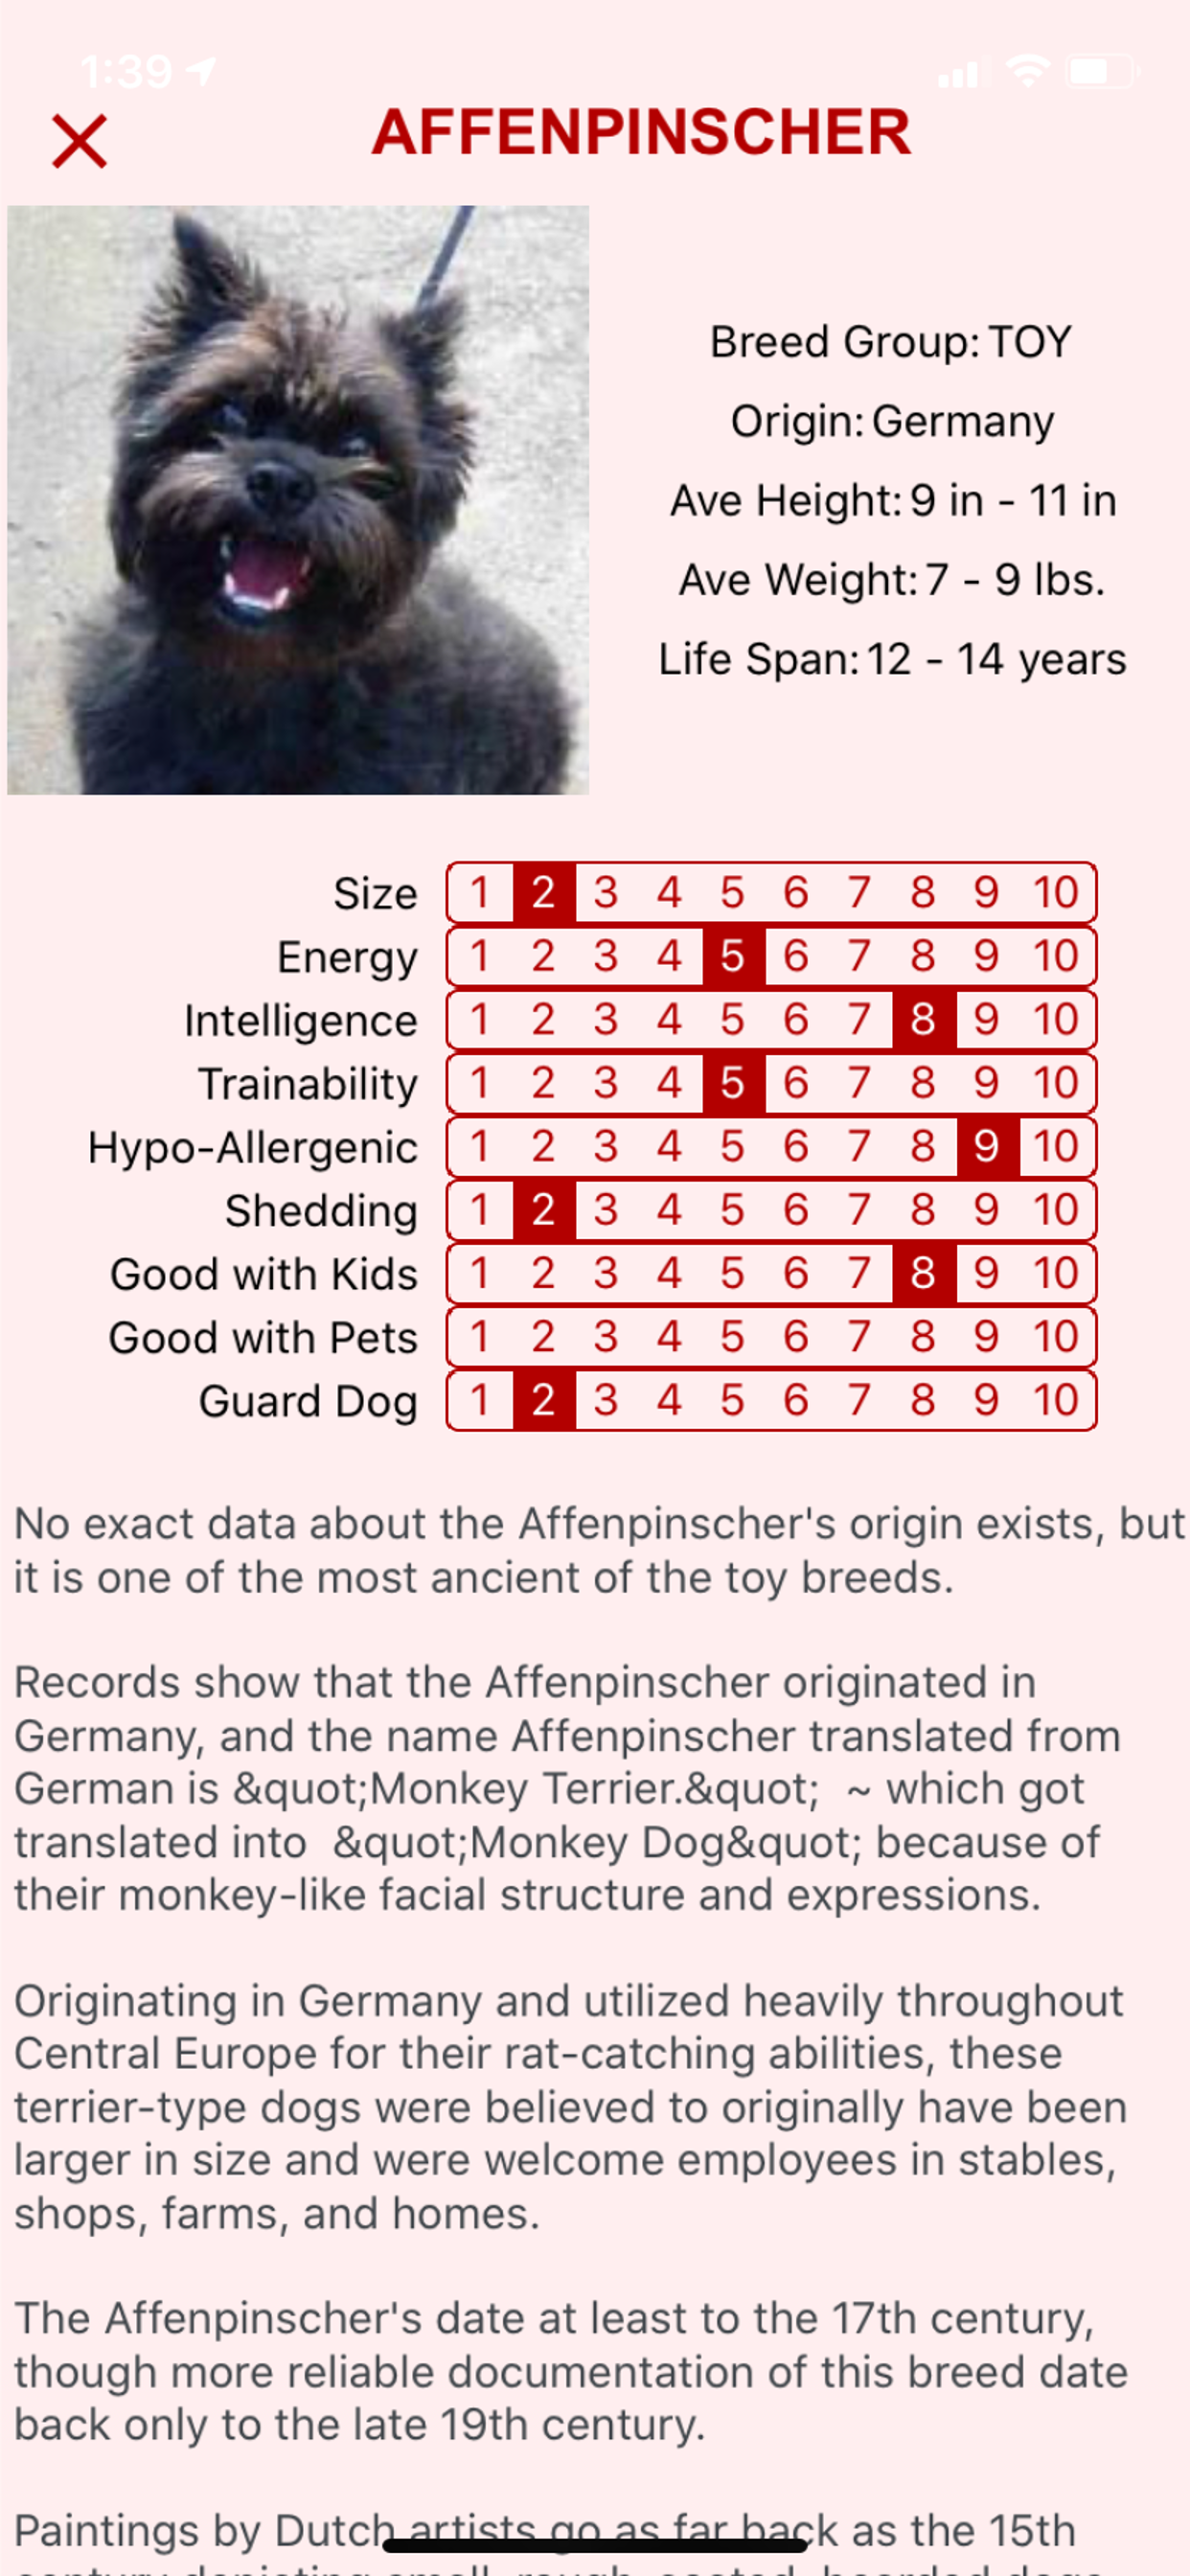 1:39
AFFENPINSCHER
Breed Group: TOY
Origin: Germany
Ave Height: 9 in - 11 in
Ave Weight: 7 - 9 lbs.
Life Span: 12 - 14 years
Size 1 2 3 4 5 6 7 8 9 10
Energy 1 2 3 4 5 6 7 8 9 10
Intelligence 1 2 3 4 5 6 7 8 9 10
Trainability 1 2 3 4 5 6 7 8 9 10
Hypo-Allergenic 1 2 3 4 5 6 7 8 9 10
Shedding 1 2 3 4 5 6 7 8 9 10
Good with Kids 1 2 3 4 5 6 7 8 9 10
Good with Pets 1 2 3 4 5 6 7 8 9 10
Guard Dog 1 2 3 4 5 6 7 8 9 10
No exact data about the Affenpinscher's origin exists, but
it is one of the most ancient of the toy breeds.
Records show that the Affenpinscher originated in
Germany, and the name Affenpinscher translated from
German is &quot;Monkey Terrier.&quot;  ~ which got
translated into  &quot;Monkey Dog&quot; because of
their monkey-like facial structure and expressions.
Originating in Germany and utilized heavily throughout
Central Europe for their rat-catching abilities, these
terrier-type dogs were believed to originally have been
larger in size and were welcome employees in stables,
shops, farms, and homes.
The Affenpinscher's date at least to the 17th century,
though more reliable documentation of this breed date
back only to the late 19th century.
Paintings by Dutch artists go as far back as the 15th